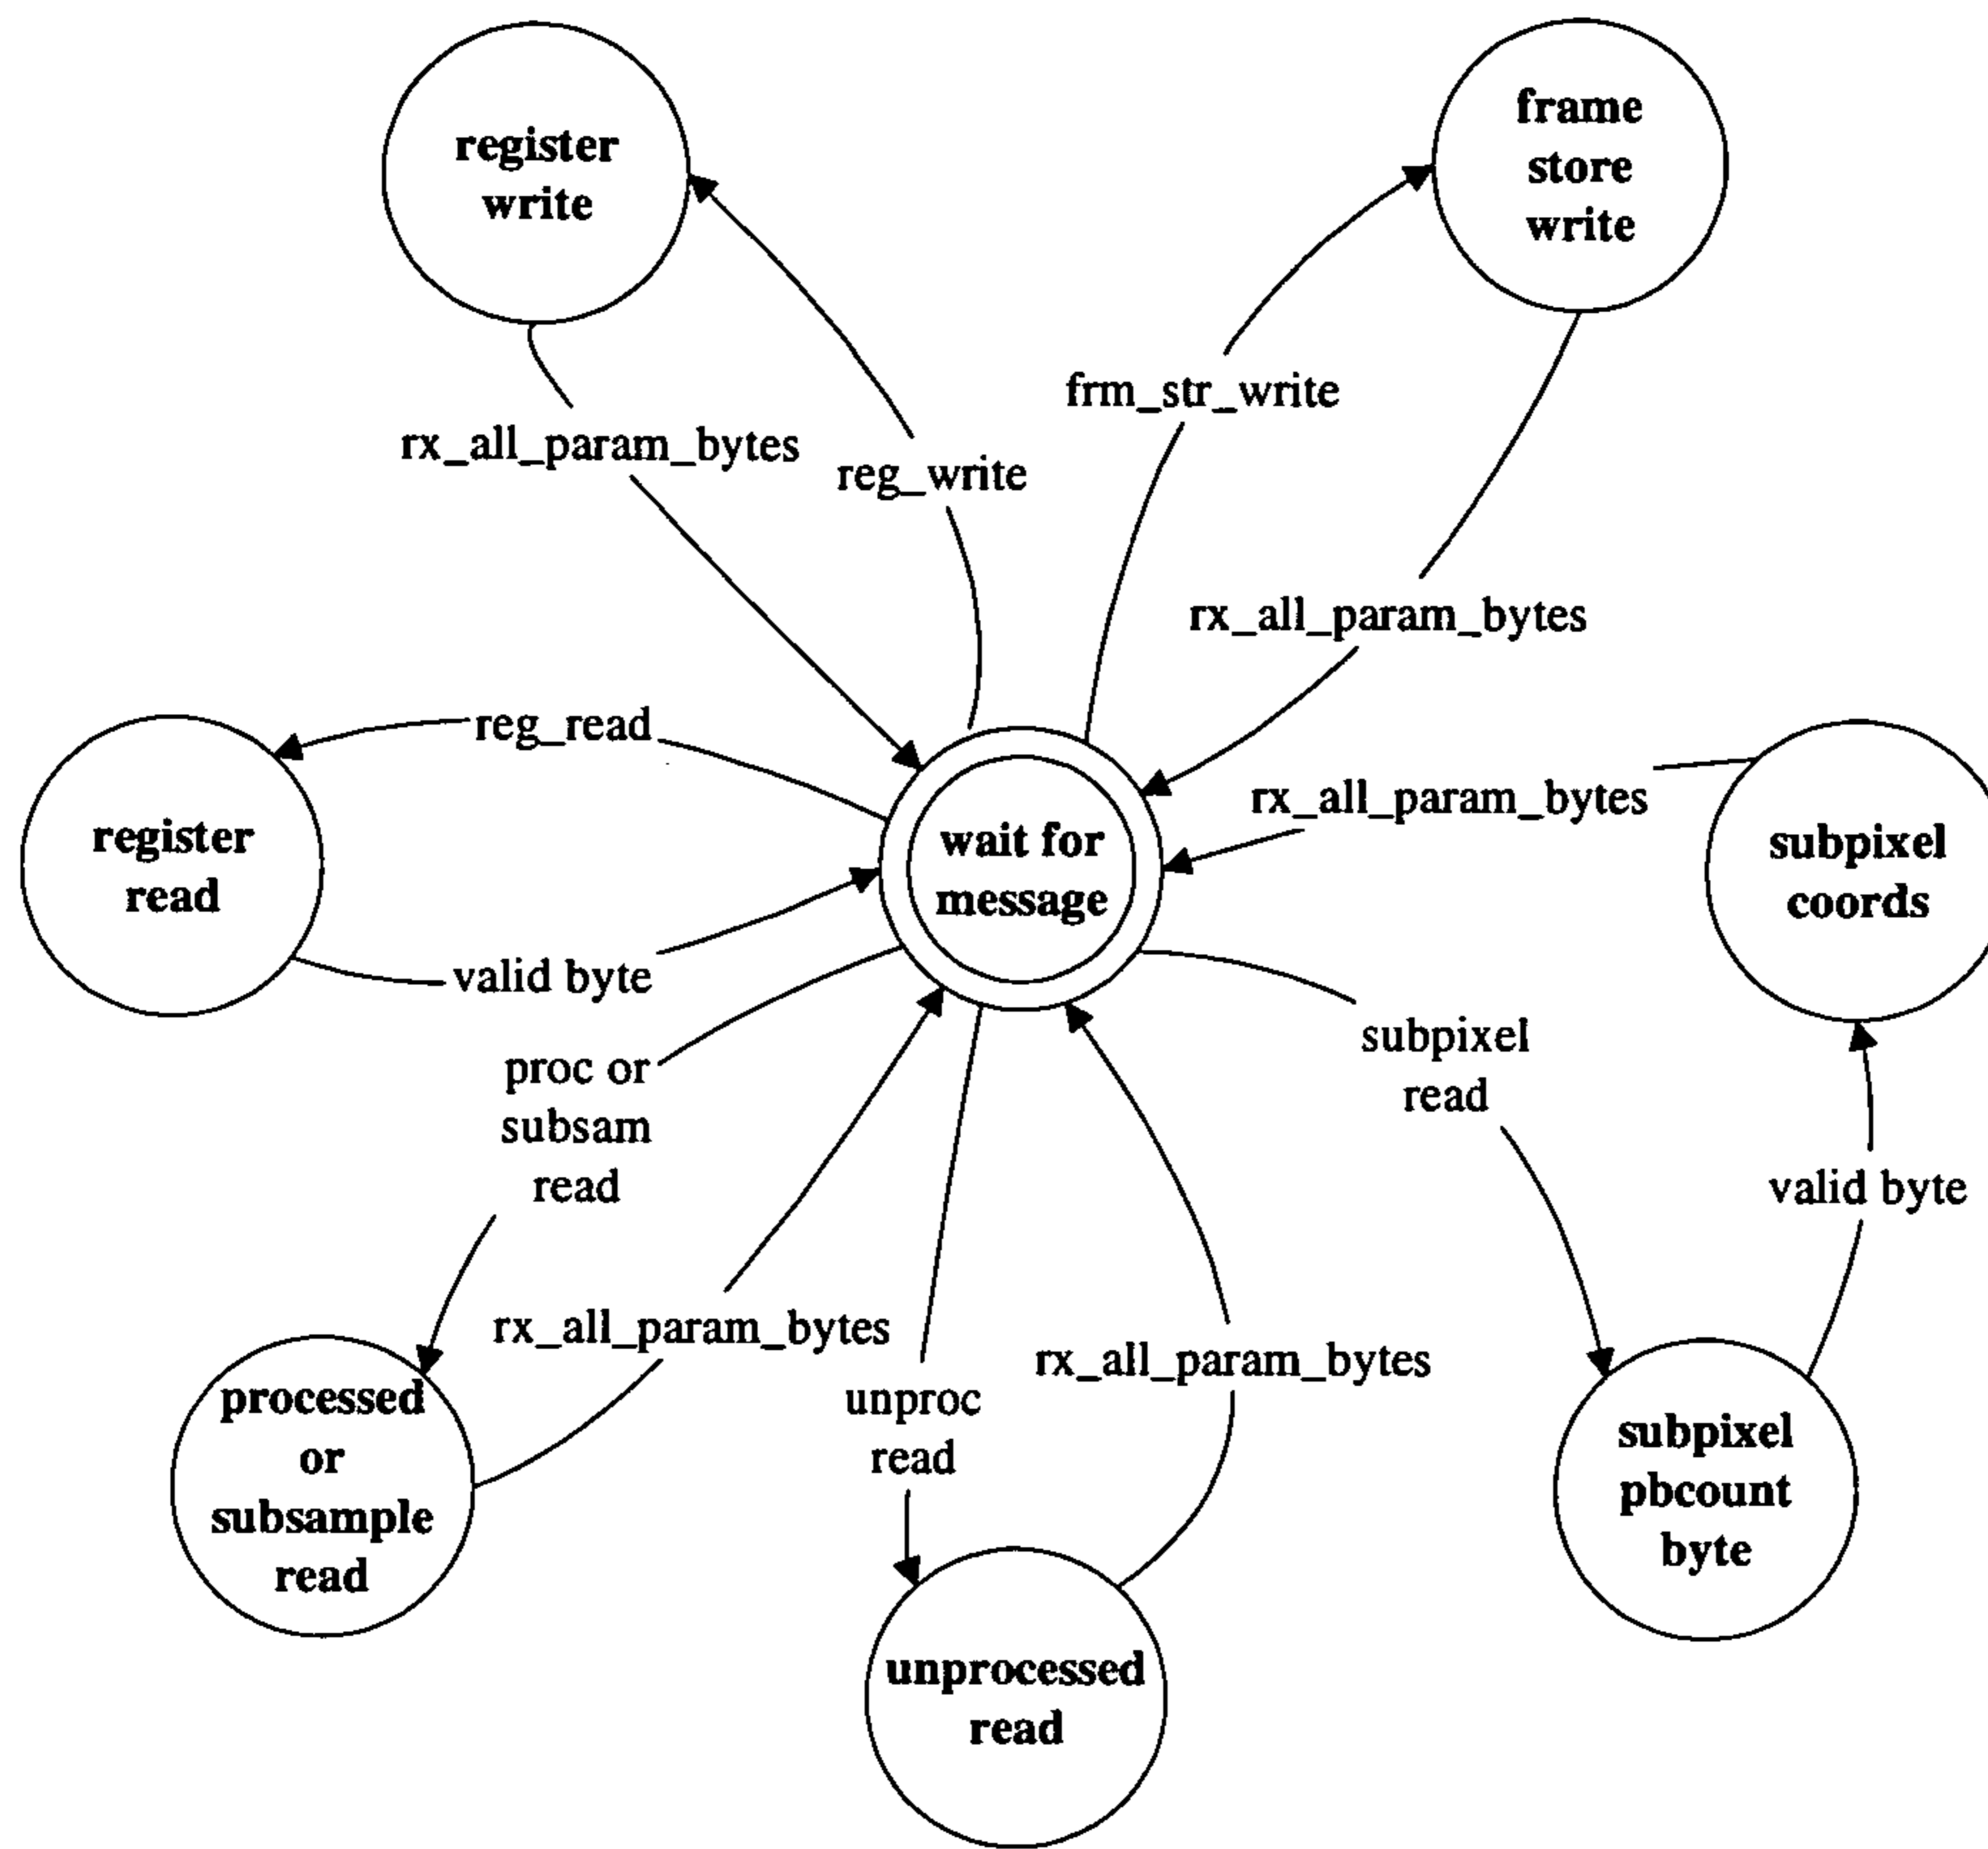 register
write
frame
store
write
frm_str_write
rx_all_param_bytes
reg_write
rx_all_param_bytes
reg_read
rx_all_param_bytes
register
read
wait for
message
subpixel
coords
valid byte
proc or
subsam
read
subpixel
read
valid byte
rx_all_param_bytes
rx_all_param_bytes
unproc
read
processed
or
subsample
read
subpixel
pbcount
byte
unprocessed
read